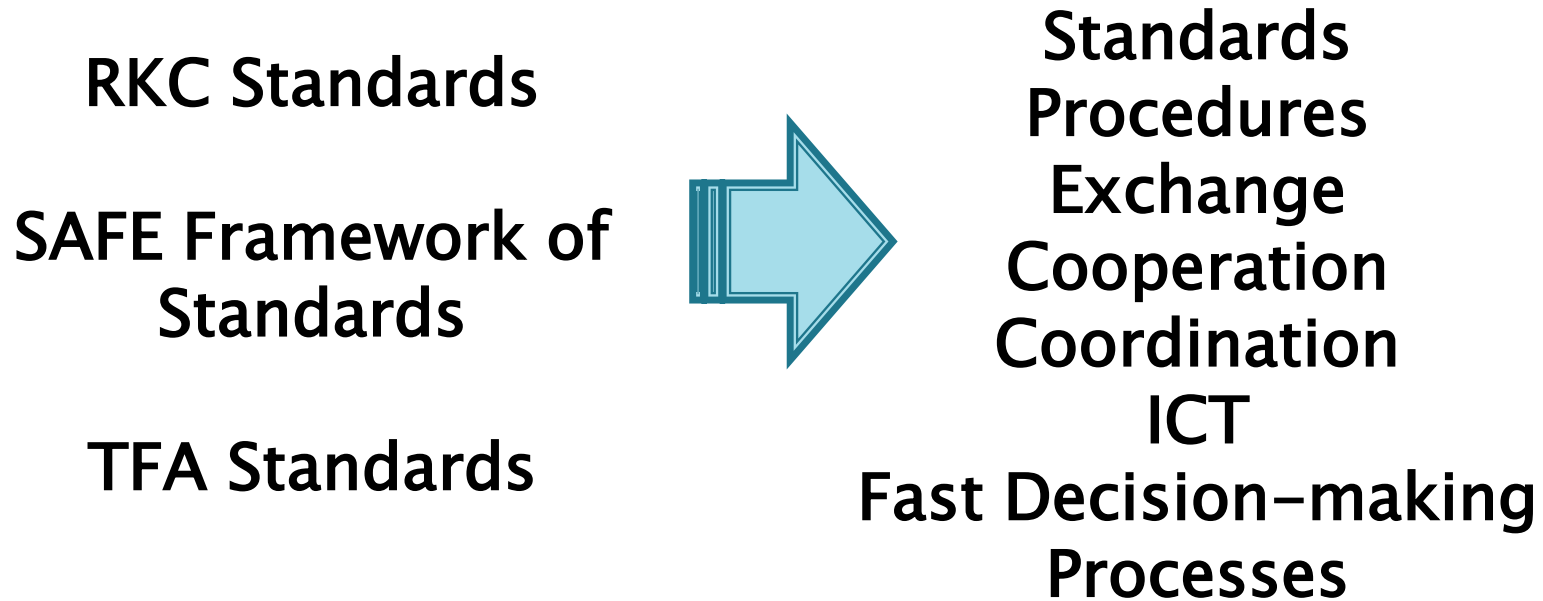 RKC Standards
SAFE Framework of
Standards
TFA Standards
Standards
Procedures
Exchange
Cooperation
Coordination
ICT
Fast Decision-making
Processes